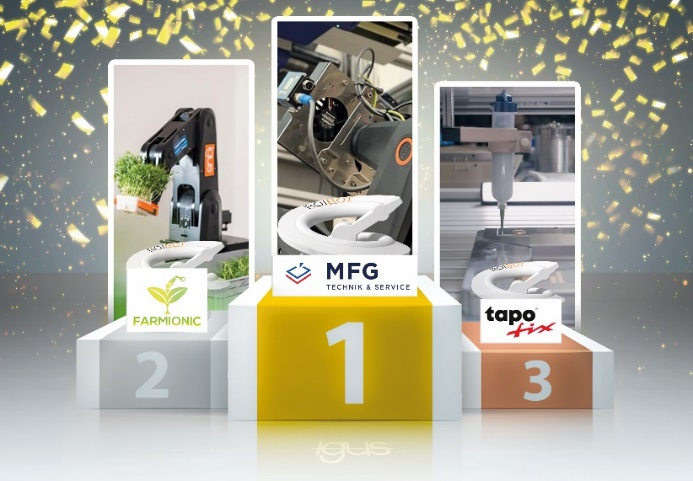 MFG
TECHNIK & SERVICE
FARMIONIC
tapo
fix
1
2
3
igus